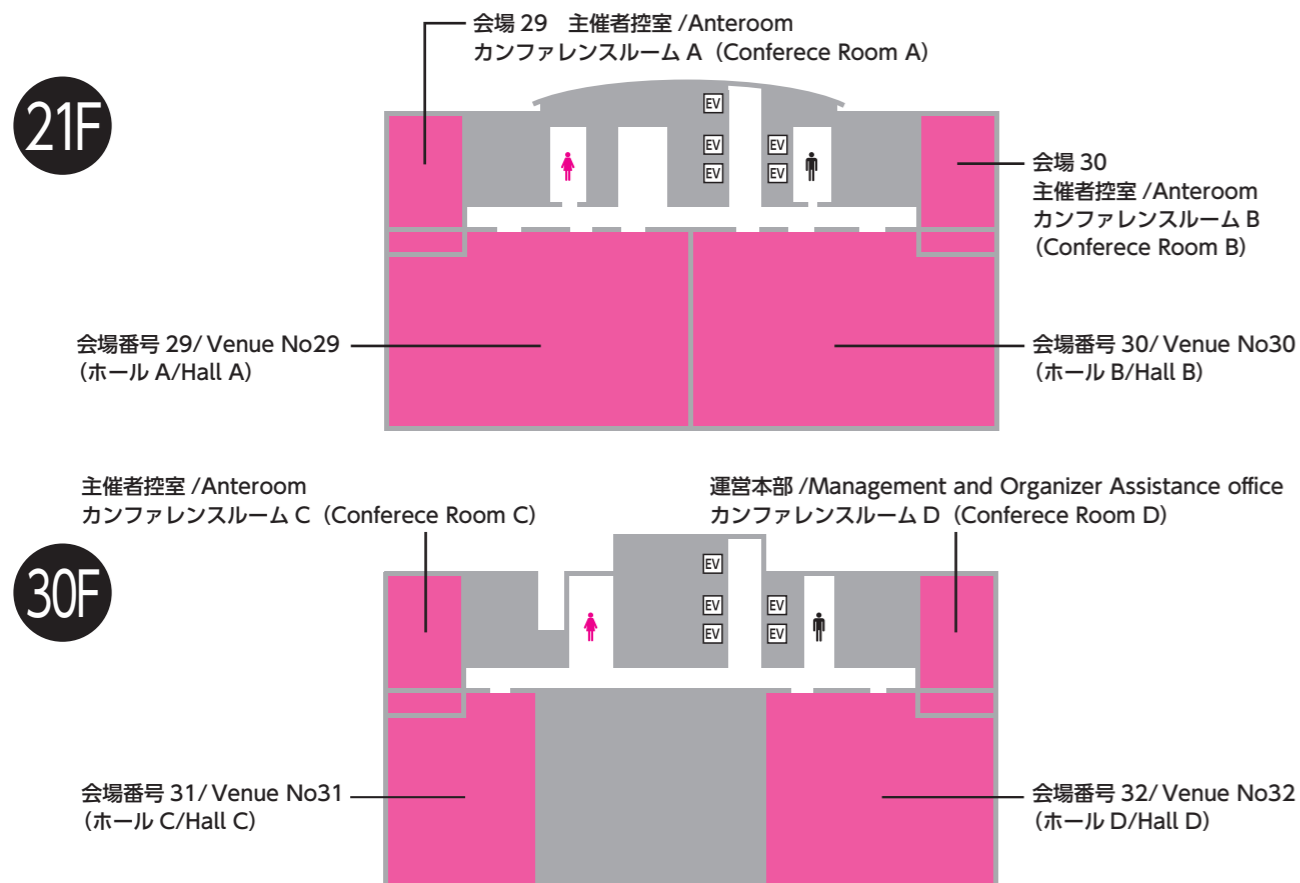 会場 29　主催者控室 /Anteroom
カンファレンスルーム A（Conferece Room A）
21F
EV
EV
EV
EV
EV
会場 30
主催者控室 /Anteroom
カンファレンスルーム B
（Conferece Room B）
会場番号 29/ Venue No29
（ホール A/Hall A）
会場番号 30/ Venue No30
（ホール B/Hall B）
主催者控室 /Anteroom
カンファレンスルーム C（Conferece Room C）
運営本部 /Management and Organizer Assistance office
カンファレンスルーム D（Conferece Room D）
30F
EV
EV
EV
EV
EV
会場番号 31/ Venue No31
（ホール C/Hall C）
会場番号 32/ Venue No32
（ホール D/Hall D）